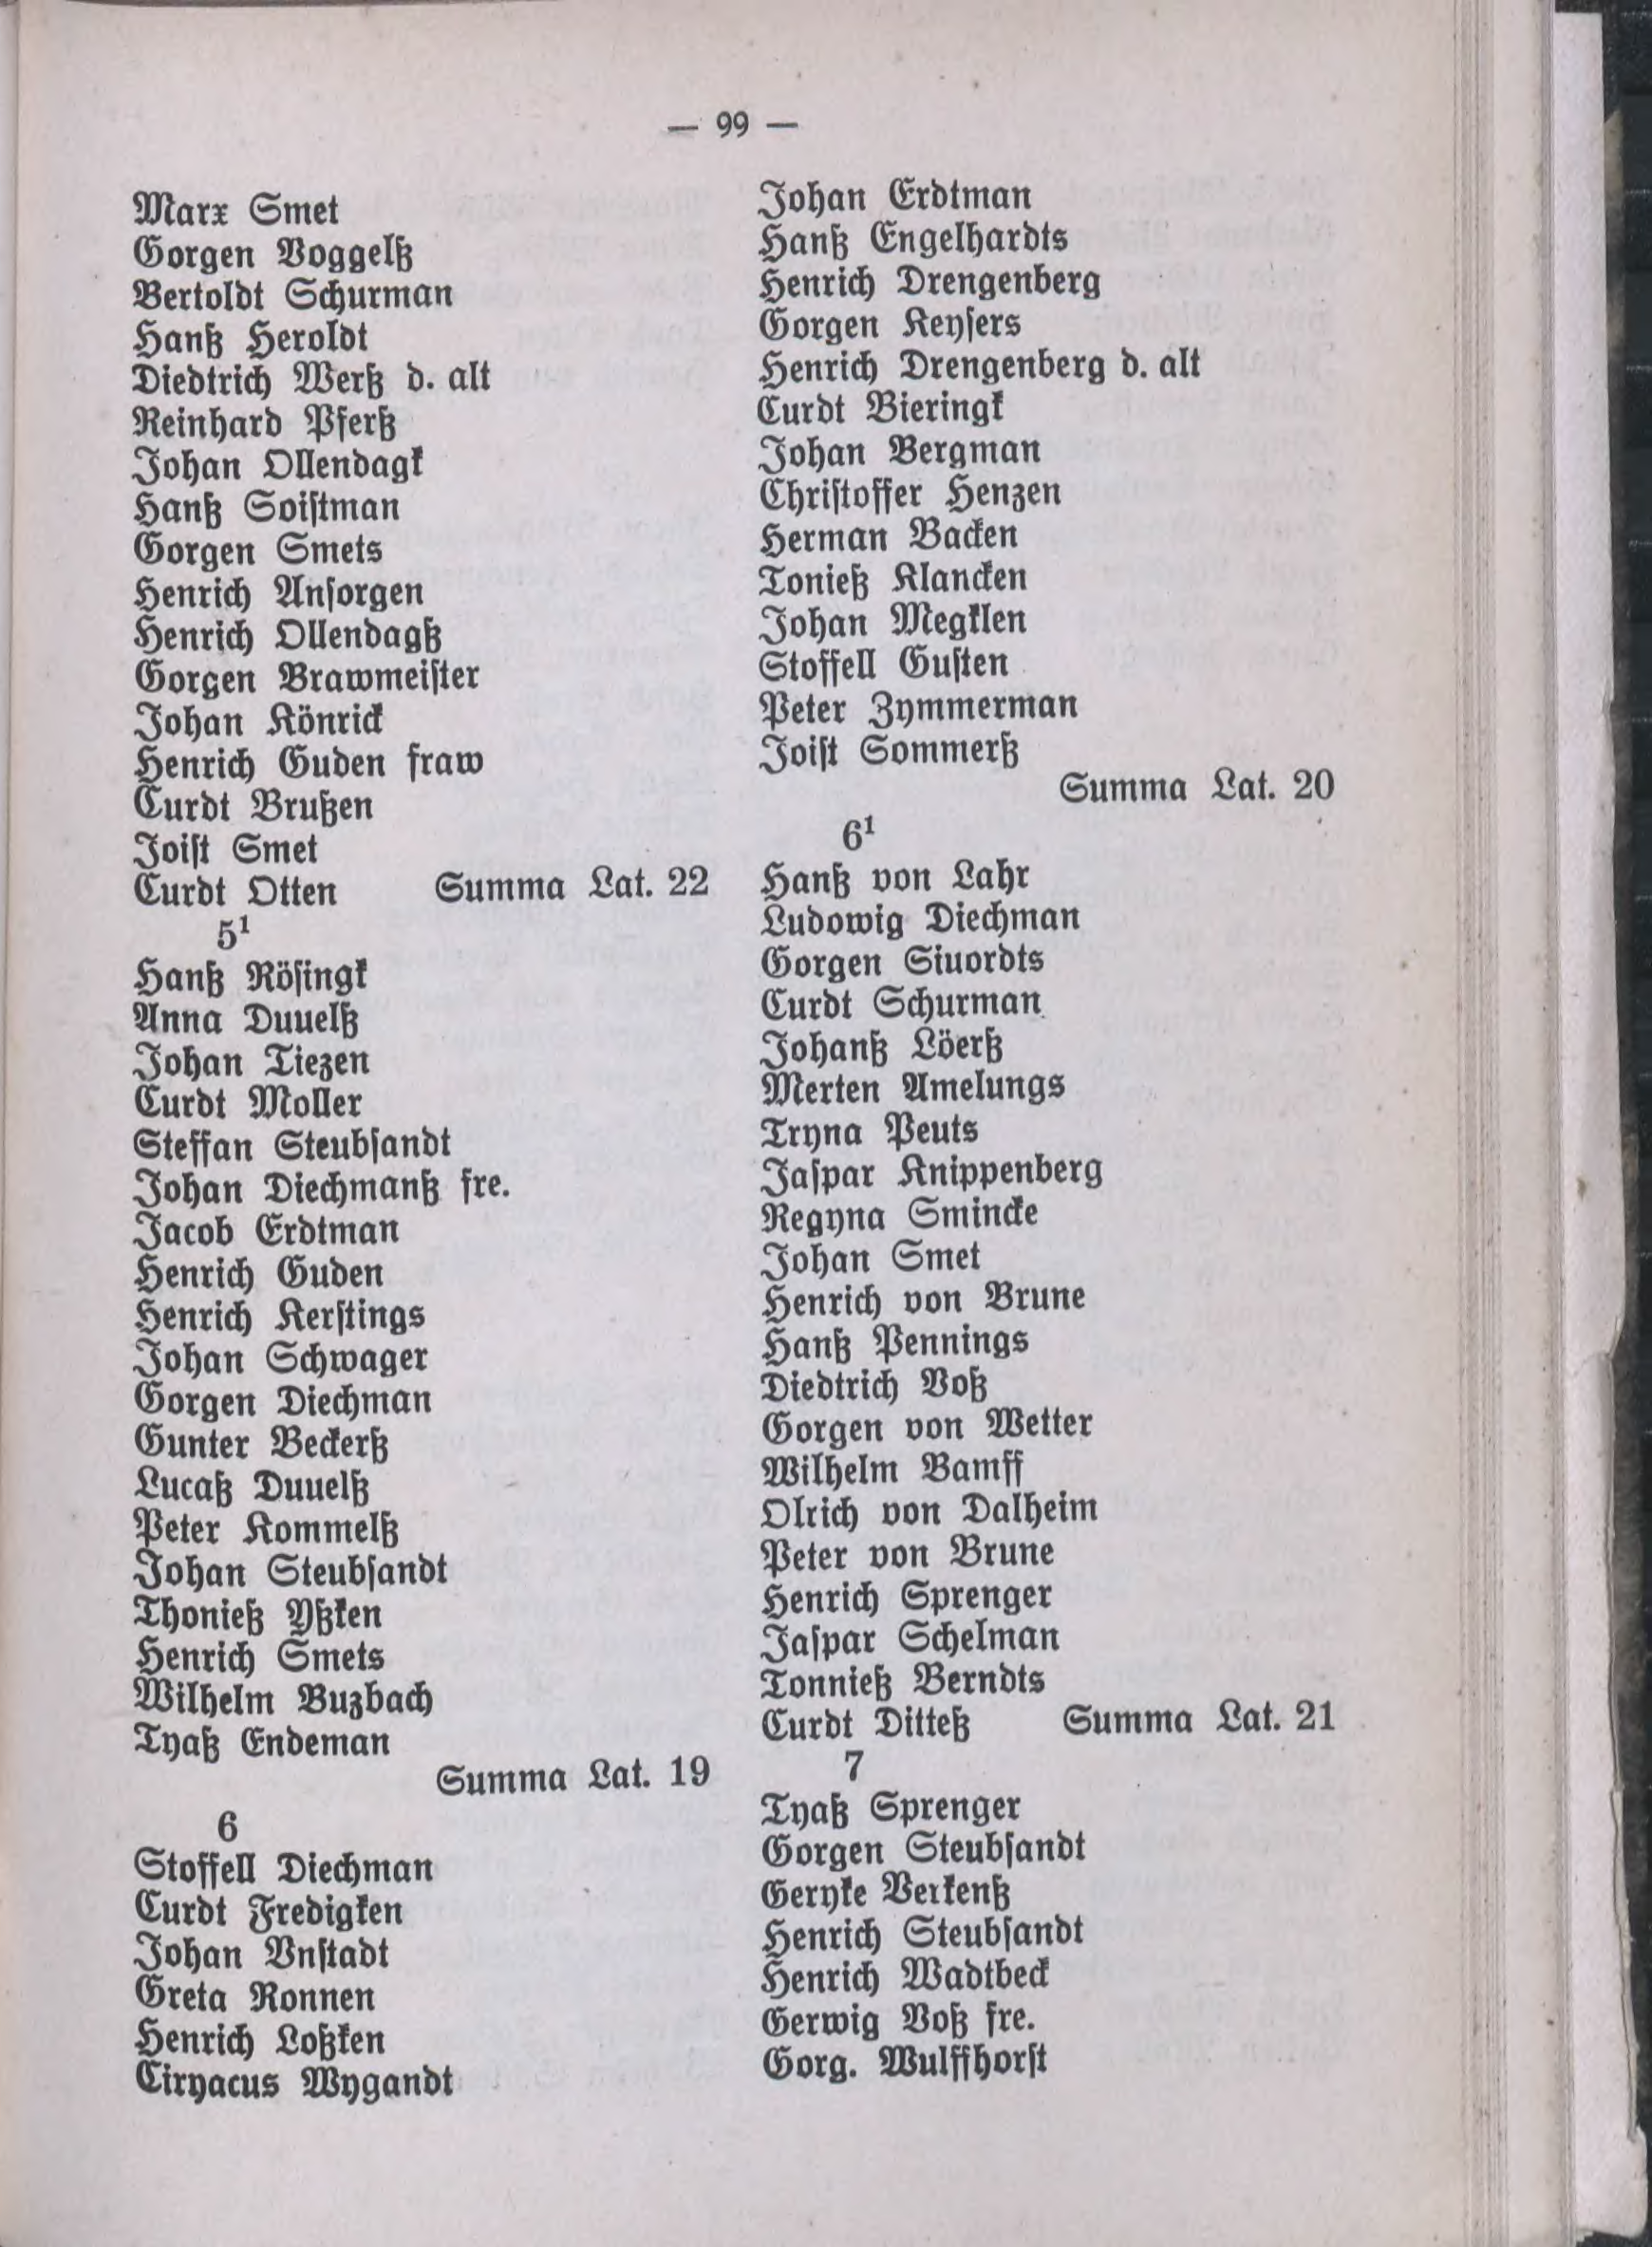 — 99 —
Marx Smet
Gorgen Voggelß
Bertoldt Schurman
Hanß Heroldt
Diedtrich Werß d. alt
Reinhard Pferß
Johan Ollendagk
Hanß Soistman
Gorgen Smets
Henrich Ansorgen
Henrich Ollendagß
Gorgen Brawmeister
Johan Könrick
Henrich Guden fraw
Curdt Brußen
Joist Smet
Curdt Otten Summa Lat. 22
5¹
Hanß Rösingk
Anna Duuelß
Johan Tiezen
Curdt Moller
Steffan Steubsandt
Johan Diechmanß fre.
Jacob Erdtman
Henrich Guden
Henrich Kerstings
Johan Schwager
Gorgen Diechman
Gunter Beckerß
Lucaß Duuelß
Peter Kommelß
Johan Steubsandt
Thonieß Yßken
Henrich Smets
Wilhelm Buzbach
Tyaß Endeman
Summa Lat. 19
6
Stoffell Diechman
Curdt Fredigken
Johan Vnstadt
Greta Ronnen
Henrich Loßken
Ciryacus Wygandt
Johan Erdtman
Hanß Engelhardts
Henrich Drengenberg
Gorgen Keysers
Henrich Drengenberg d. alt
Curdt Bieringk
Johan Bergman
Christoffer Henzen
Herman Backen
Tonieß Klancken
Johan Megklen
Stoffell Gusten
Peter Zymmerman
Joist Sommerß
Summa Lat. 20
6¹
Hanß von Lahr
Ludowig Diechman
Gorgen Siuordts
Curdt Schurman
Johanß Löerß
Merten Amelungs
Tryna Peuts
Jaspar Knippenberg
Regyna Smincke
Johan Smet
Henrich von Brune
Hanß Pennings
Diedtrich Voß
Gorgen von Wetter
Wilhelm Bamff
Olrich von Dalheim
Peter von Brune
Henrich Sprenger
Jaspar Schelman
Tonnieß Berndts
Curdt Ditteß Summa Lat. 21
7
Tyaß Sprenger
Gorgen Steubsandt
Geryke Verkenß
Henrich Steubsandt
Henrich Wadtbeck
Gerwig Voß fre.
Gorg. Wulffhorst